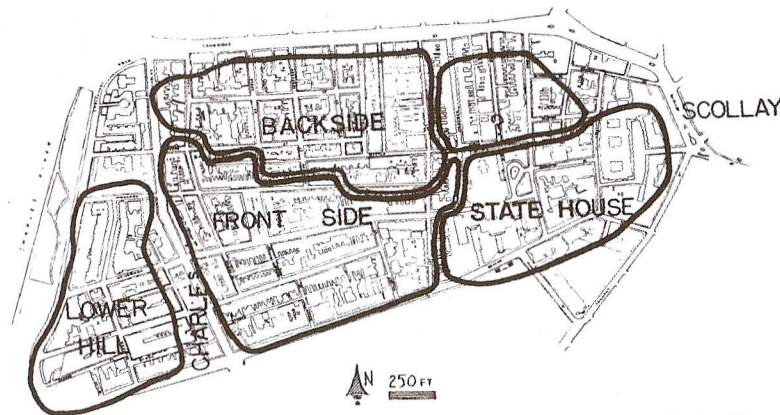 SCOLLAY
BACKSIDE
FRONT SIDE
STATE HOUSE
LOWER
HILL
CHARLES
N 250 FT